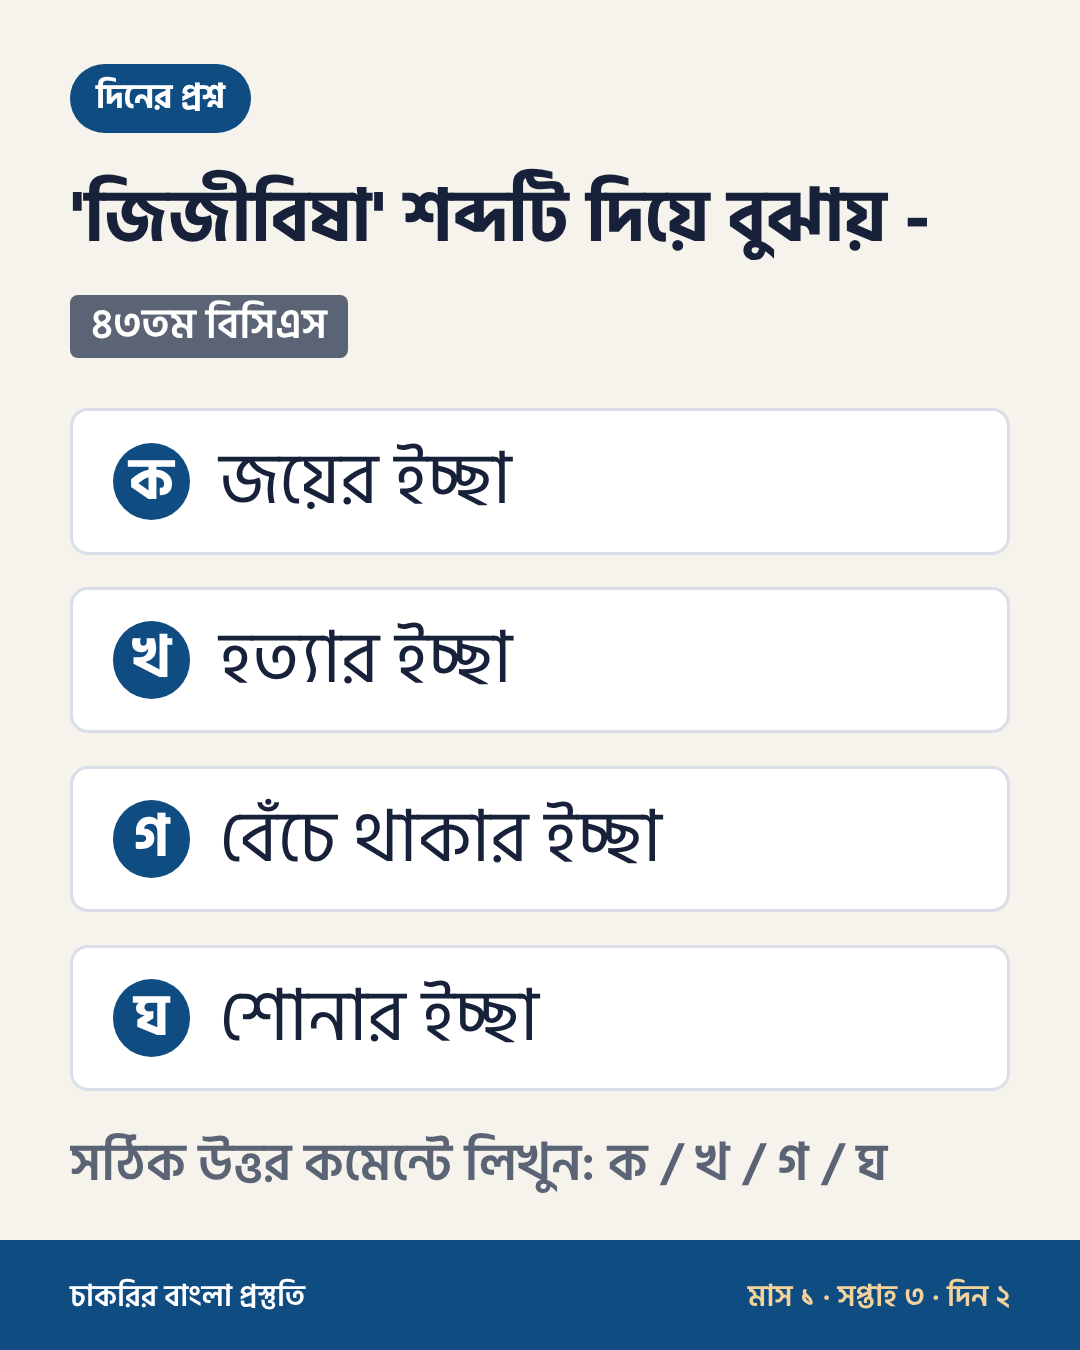 দিনের প্রশ্ন
'জিজীবিষা' শব্দটি দিয়ে বুঝায় -
৪৩তম বিসিএস
ক জয়ের ইচ্ছা
খ হত্যার ইচ্ছা
গ বেঁচে থাকার ইচ্ছা
ঘ শোনার ইচ্ছা
সঠিক উত্তর কমেন্টে লিখুন: ক / খ / গ / ঘ
চাকরির বাংলা প্রস্তুতি মাস ১ · সপ্তাহ ৩ · দিন ২